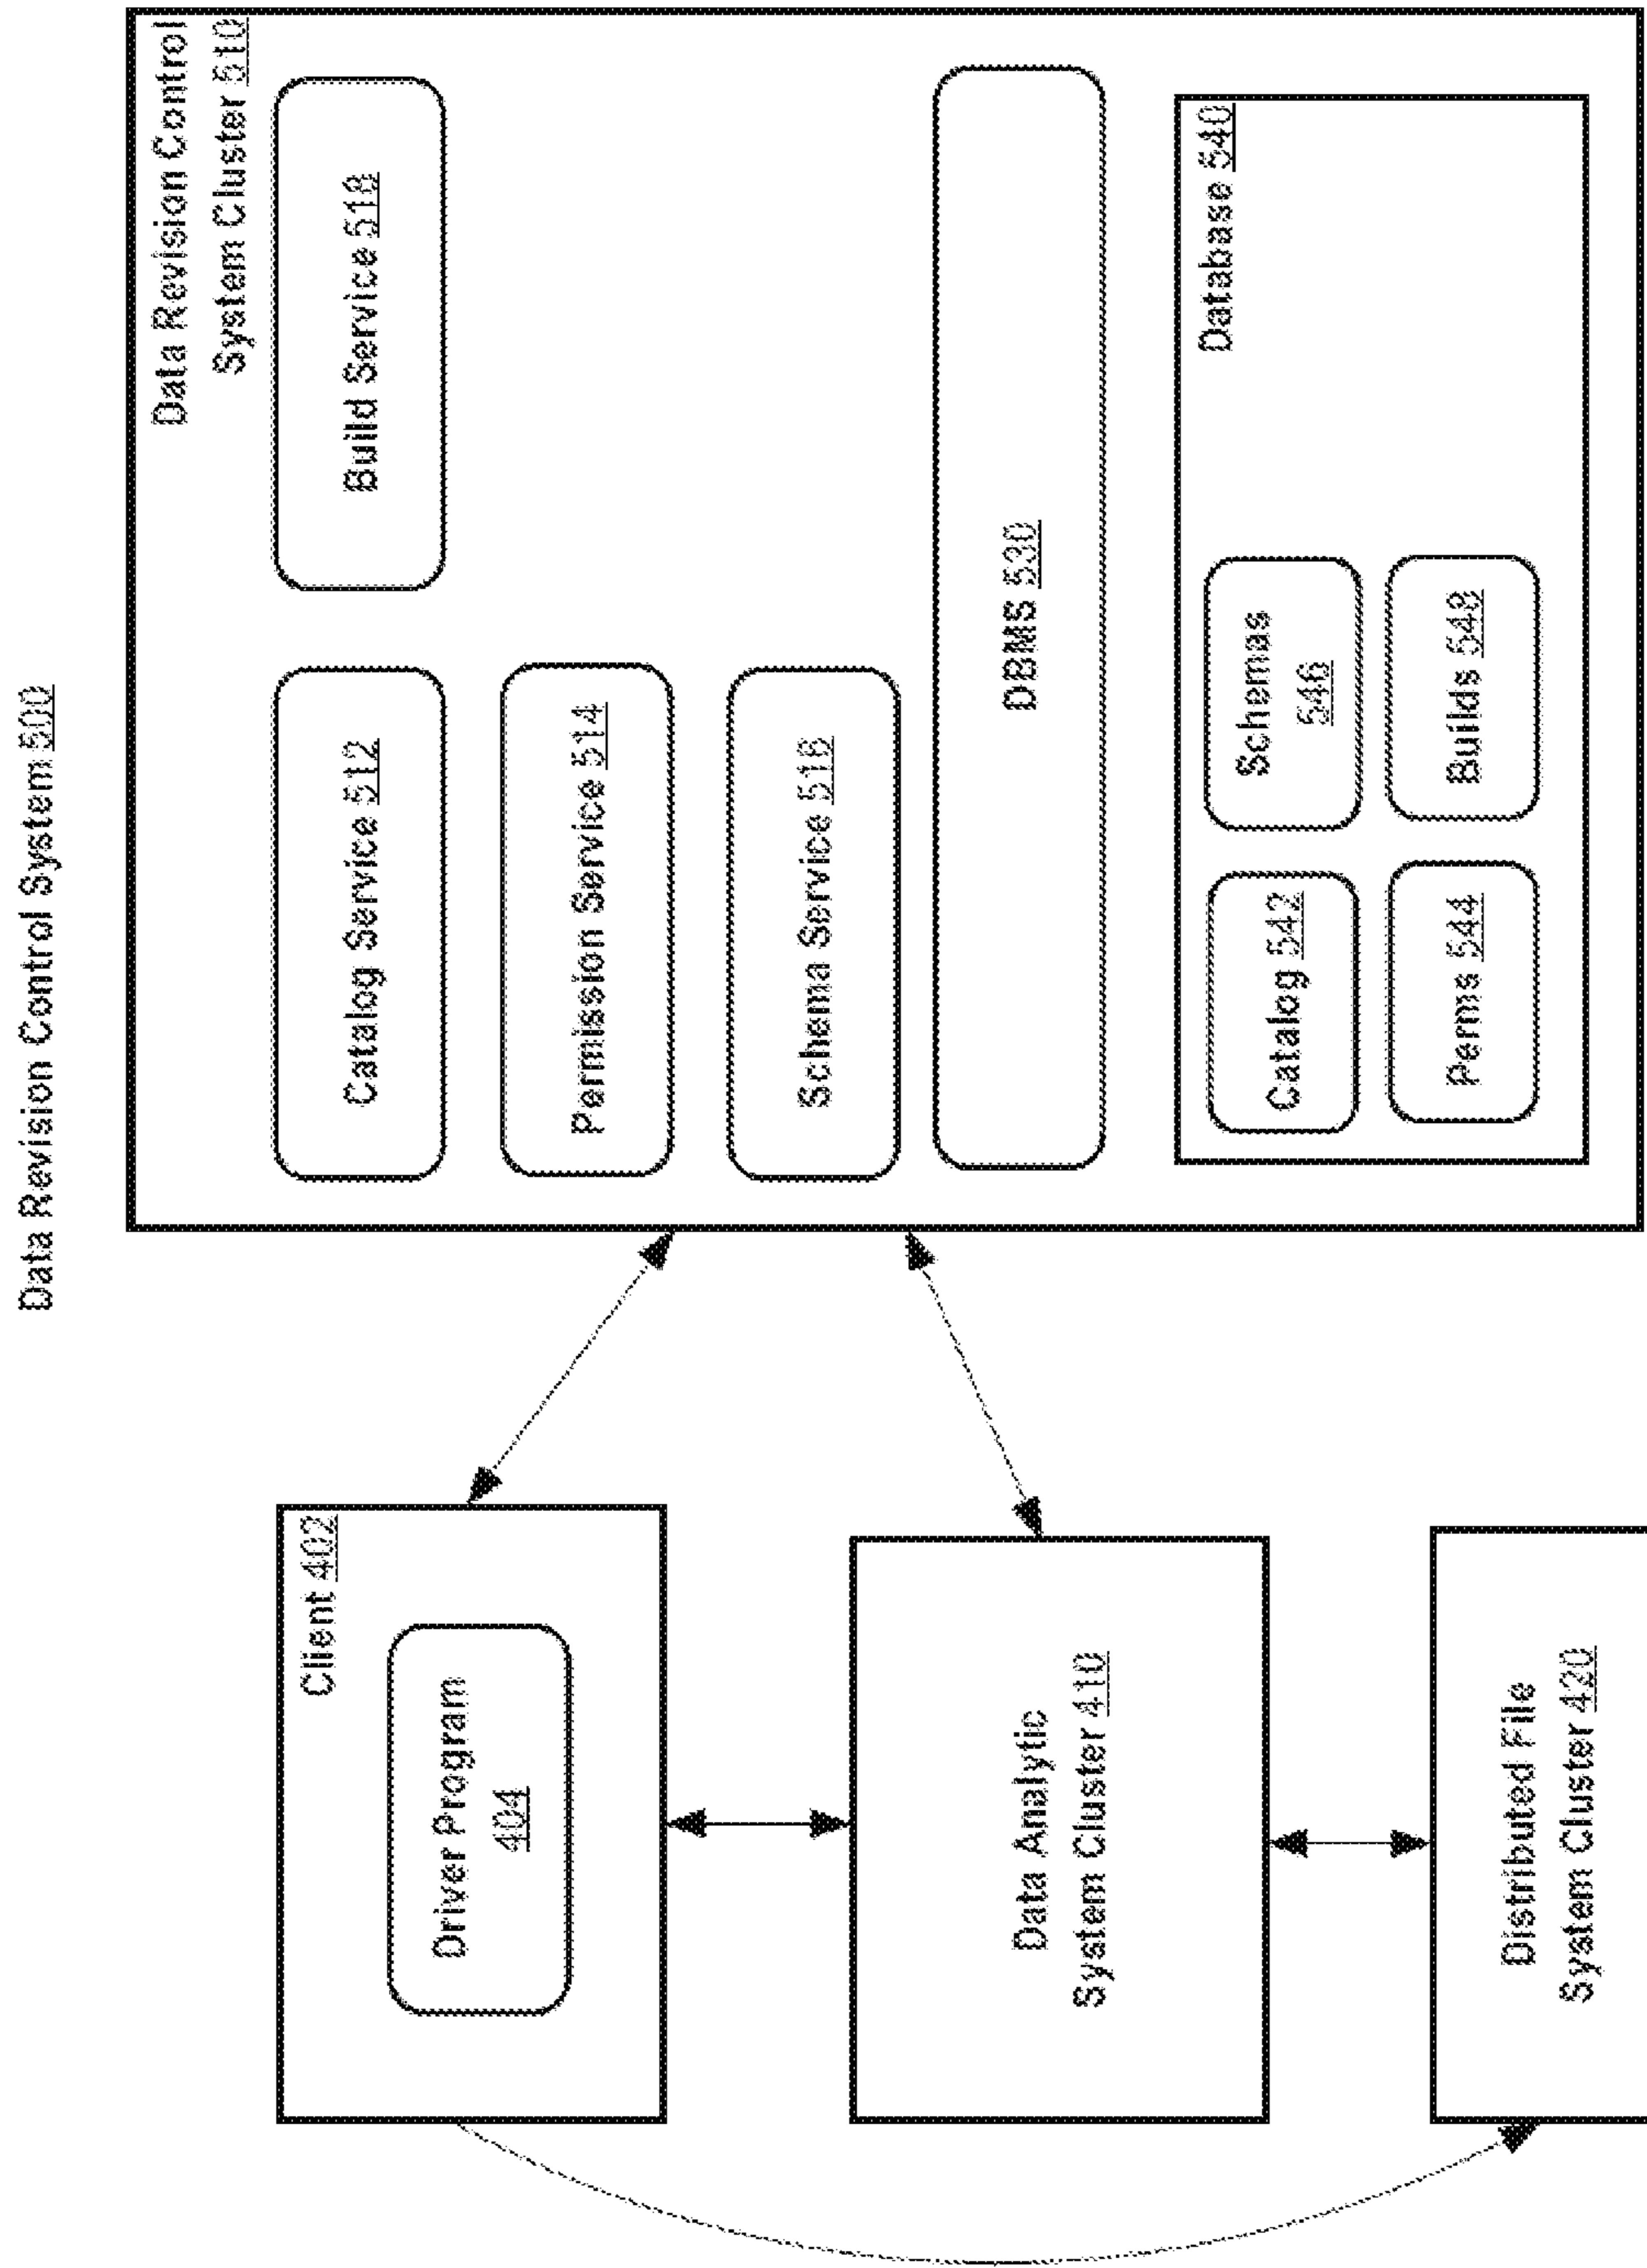 Data Revision Control System 500
Client 402
Driver Program
404
Data Analytic
System Cluster 410
Distributed File
System Cluster 420
Data Revision Control
System Cluster 510
Catalog Service 512
Build Service 518
Permission Service 514
Schema Service 516
DBMS 530
Database 540
Catalog 542
Schemas
546
Perms 544
Builds 548